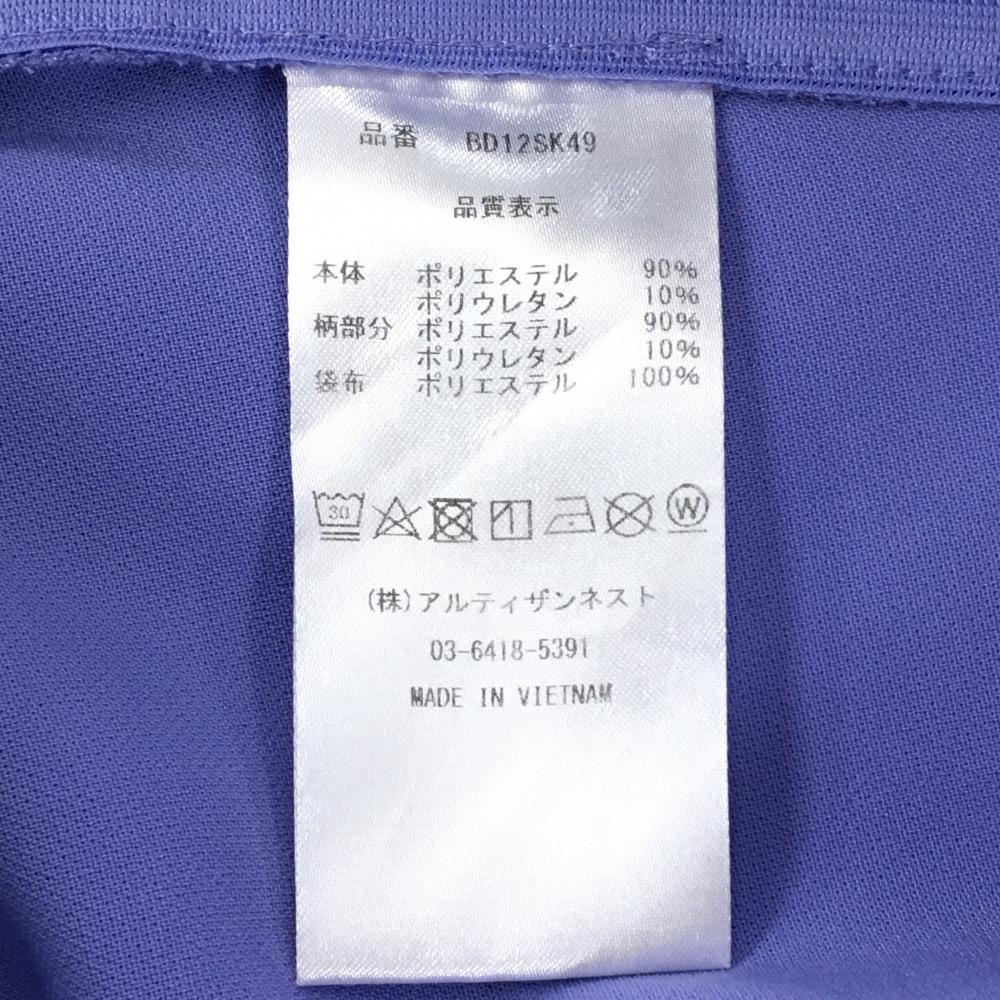 品番 BD12SK49
品質表示
本体 ポリエステル 90%
ポリウレタン 10%
柄部分 ポリエステル 90%
ポリウレタン 10%
袋布 ポリエステル 100%
30
W
(株)アルティザンネスト
03-6418-5391
MADE IN VIETNAM